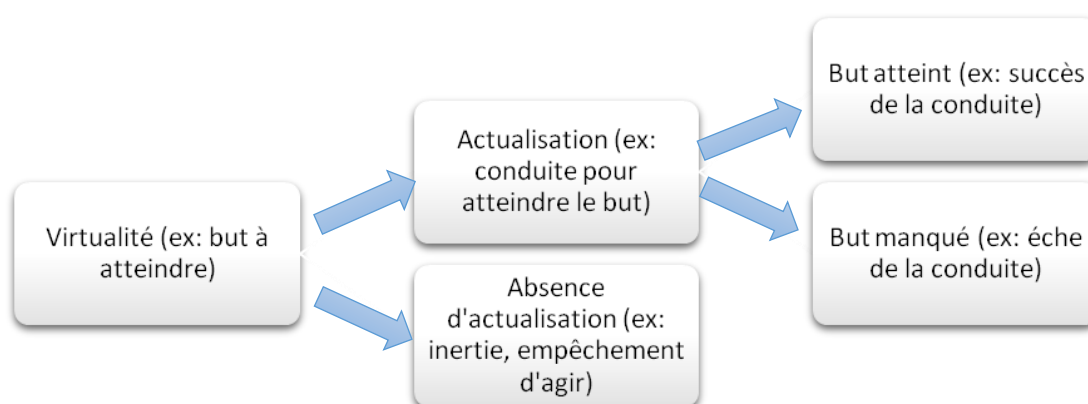 Virtualité (ex: but à
atteindre)
Actualisation (ex:
conduite pour
atteindre le but)
Absence
d'actualisation (ex:
inertie, empêchement
d'agir)
But atteint (ex: succès
de la conduite)
But manqué (ex: éche
de la conduite)